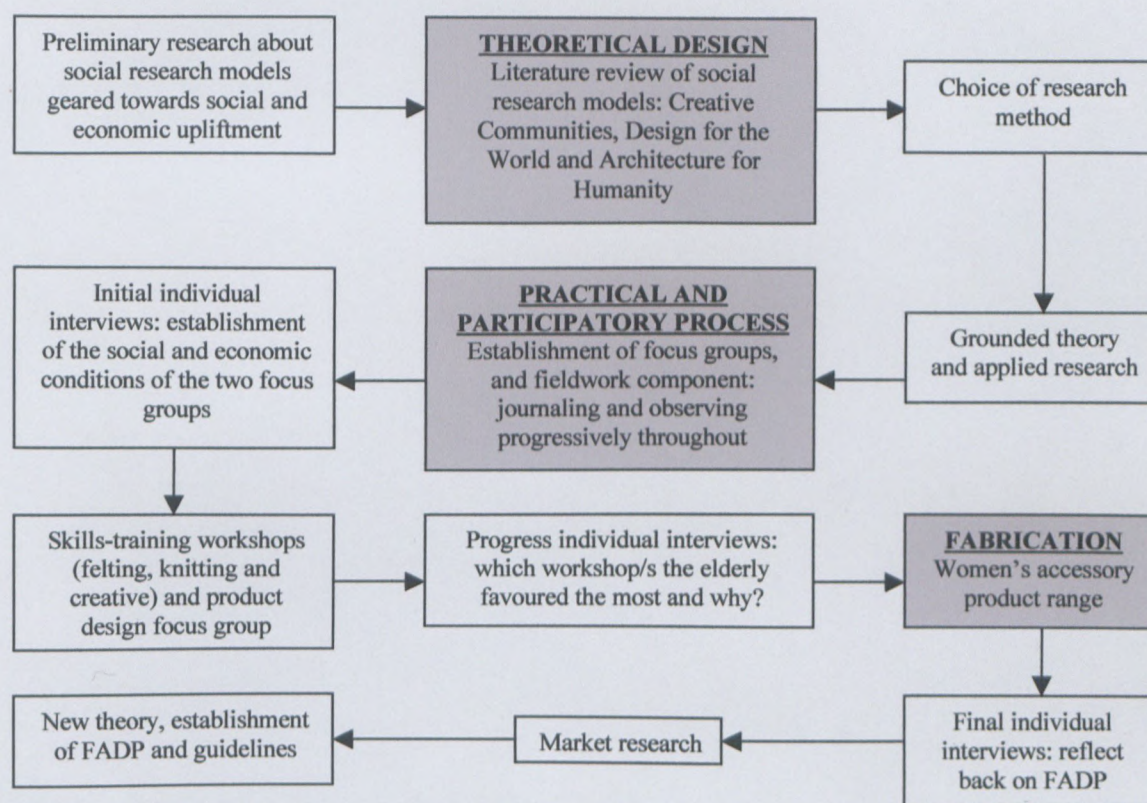 Preliminary research about
social research models
geared towards social and
economic upliftment
THEORETICAL DESIGN
Literature review of social
research models: Creative
Communities, Design for the
World and Architecture for
Humanity
Choice of research
method
Grounded theory
and applied research
PRACTICAL AND
PARTICIPATORY PROCESS
Establishment of focus groups,
and fieldwork component:
journaling and observing
progressively throughout
Initial individual
interviews: establishment
of the social and economic
conditions of the two focus
groups
Skills-training workshops
(felting, knitting and
creative) and product
design focus group
Progress individual interviews:
which workshop/s the elderly
favoured the most and why?
FABRICATION
Women's accessory
product range
Final individual
interviews: reflect
back on FADP
Market research
New theory, establishment
of FADP and guidelines